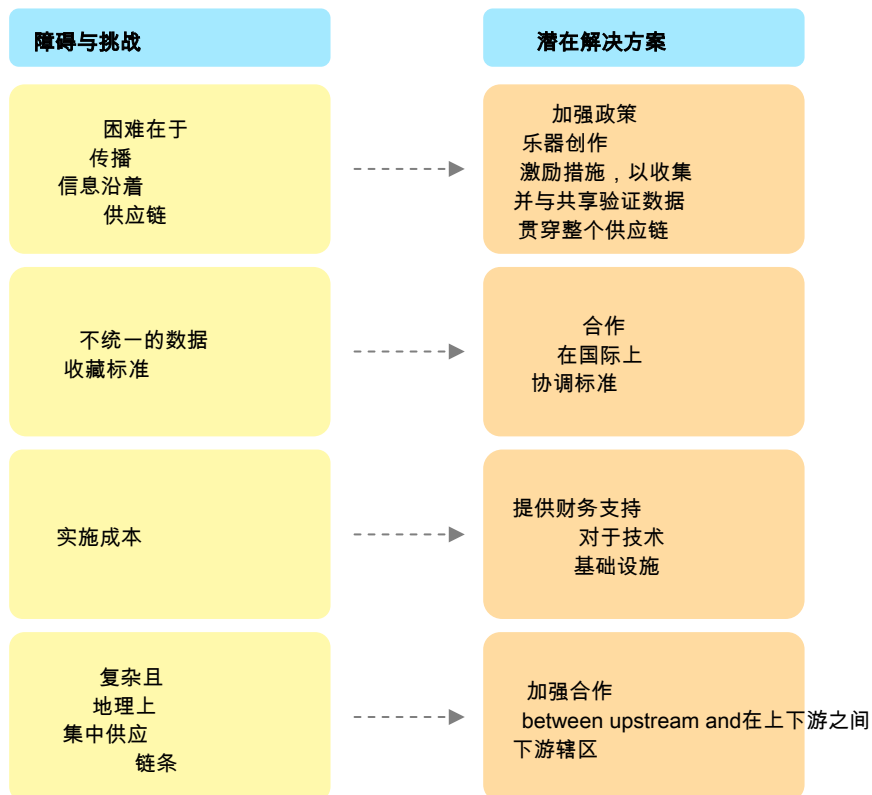 障碍与挑战
潜在解决方案
困难在于
传播
信息沿着
供应链
加强政策
乐器创作
激励措施，以收集
并与共享验证数据
贯穿整个供应链
不统一的数据
收藏标准
合作
在国际上
协调标准
实施成本
提供财务支持
对于技术
基础设施
复杂且
地理上
集中供应
链条
加强合作
between upstream and在上下游之间
下游辖区